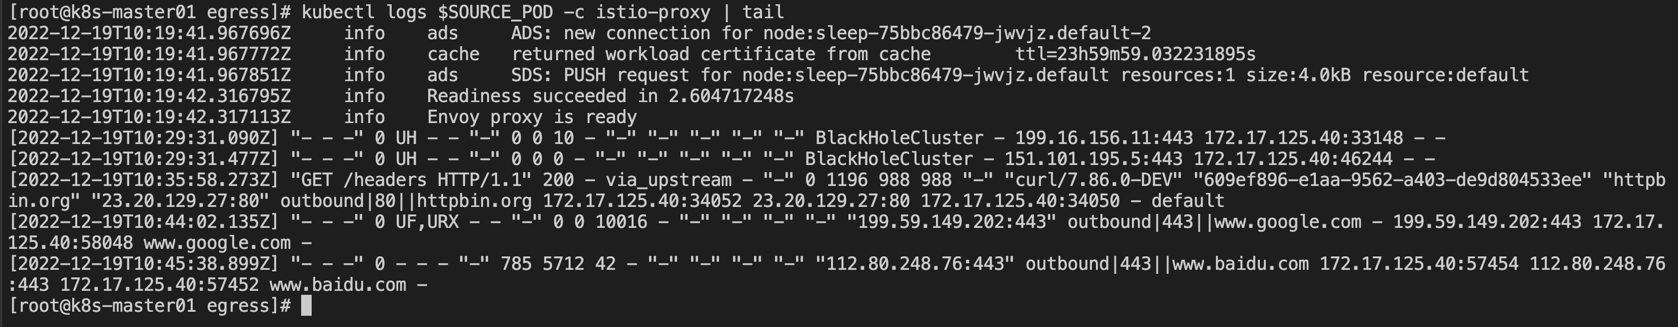 [root@k8s-master01 egress]# kubectl logs $SOURCE_POD -c istio-proxy | tail
2022-12-19T10:19:41.967696Z     info    ads     ADS: new connection for node:sleep-75bbc86479-jwvjz.default-2
2022-12-19T10:19:41.967772Z     info    cache   returned workload certificate from cache        ttl=23h59m59.032231895s
2022-12-19T10:19:41.967851Z     info    ads     SDS: PUSH request for node:sleep-75bbc86479-jwvjz.default resources:1 size:4.0kB resource:default
2022-12-19T10:19:42.316795Z     info    Readiness succeeded in 2.604717248s
2022-12-19T10:19:42.317113Z     info    Envoy proxy is ready
[2022-12-19T10:29:31.090Z] "- - -" 0 UH - - "-" 0 0 10 - "-" "-" "-" "-" "-" BlackHoleCluster - 199.16.156.11:443 172.17.125.40:33148 - -
[2022-12-19T10:29:31.477Z] "- - -" 0 UH - - "-" 0 0 0 - "-" "-" "-" "-" "-" BlackHoleCluster - 151.101.195.5:443 172.17.125.40:46244 - -
[2022-12-19T10:35:58.273Z] "GET /headers HTTP/1.1" 200 - via_upstream - "-" 0 1196 988 988 "-" "curl/7.86.0-DEV" "609ef896-e1aa-9562-a403-de9d804533ee" "httpb
in.org" "23.20.129.27:80" outbound|80||httpbin.org 172.17.125.40:34052 23.20.129.27:80 172.17.125.40:34050 - default
[2022-12-19T10:44:02.135Z] "- - -" 0 UF,URX - - "-" 0 0 10016 - "-" "-" "-" "-" "199.59.149.202:443" outbound|443||www.google.com - 199.59.149.202:443 172.17.
125.40:58048 www.google.com -
[2022-12-19T10:45:38.899Z] "- - -" 0 - - - "-" 785 5712 42 - "-" "-" "-" "-" "112.80.248.76:443" outbound|443||www.baidu.com 172.17.125.40:57454 112.80.248.76
:443 172.17.125.40:57452 www.baidu.com -
[root@k8s-master01 egress]#